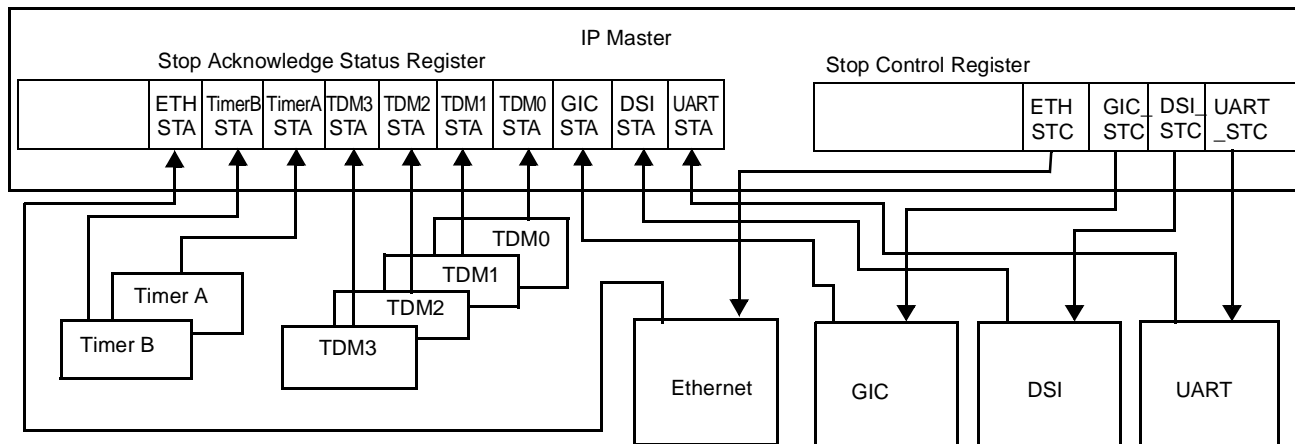 IP Master
Stop Acknowledge Status Register
Stop Control Register
ETH STA
TimerB STA
TimerA STA
TDM3 STA
TDM2 STA
TDM1 STA
TDM0 STA
GIC STA
DSI STA
UART STA
ETH STC
GIC_ STC
DSI_ STC
UART _STC
TDM0
TDM1
Timer A
TDM2
Timer B
TDM3
Ethernet
GIC
DSI
UART